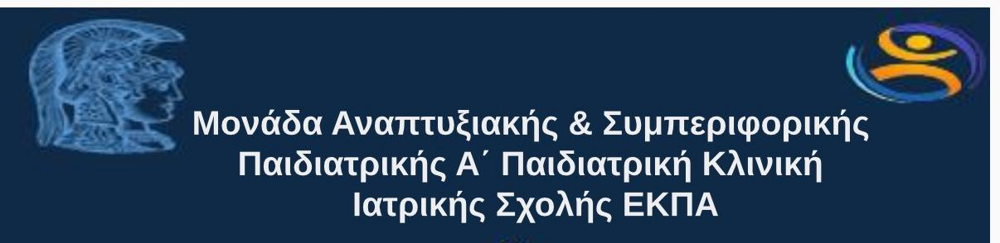 Μονάδα Αναπτυξιακής & Συμπεριφορικής
Παιδιατρικής Α΄ Παιδιατρική Κλινική
Ιατρικής Σχολής ΕΚΠΑ